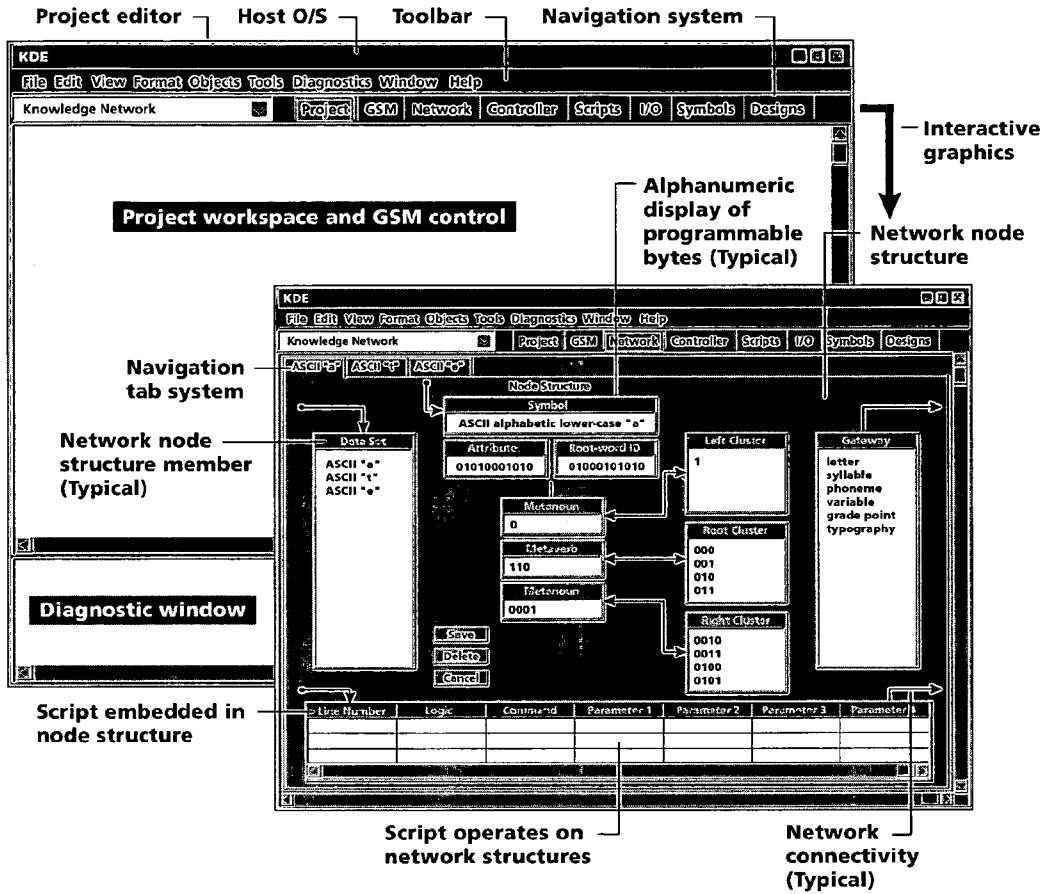 Project editor
Host O/S
Toolbar
Navigation system
KDE
File Edit View Format Objects Tools Diagnostics Window Help
Knowledge Network
Project GSM Network Controller Scripts I/O Symbols Designs
Interactive
graphics
Project workspace and GSM control
Alphanumeric
display of
programmable
bytes (Typical)
Network node
structure
KDE
File Edit View Format Objects Tools Diagnostics Window Help
Knowledge Network
Project GSM Network Controller Scripts I/O Symbols Designs
Navigation
tab system
ASCII "a" ASCII "t" ASCII "e"
Node Structure
Symbol
ASCII alphabetic lower-case "a"
Network node
structure member
(Typical)
Data Set
ASCII "a"
ASCII "t"
ASCII "e"
Attribute
01010001010
Root-word ID
01000101010
Left Cluster
1
Gateway
letter
syllable
phoneme
variable
grade point
typography
Metanoun
0
Metaverb
110
Metanoun
0001
Root Cluster
000
001
010
011
Right Cluster
0010
0011
0100
0101
Diagnostic window
Save
Delete
Cancel
Script embedded in
node structure
Line Number Logic Command Parameter 1 Parameter 2 Parameter 3 Parameter 4
Script operates on
network structures
Network
connectivity
(Typical)